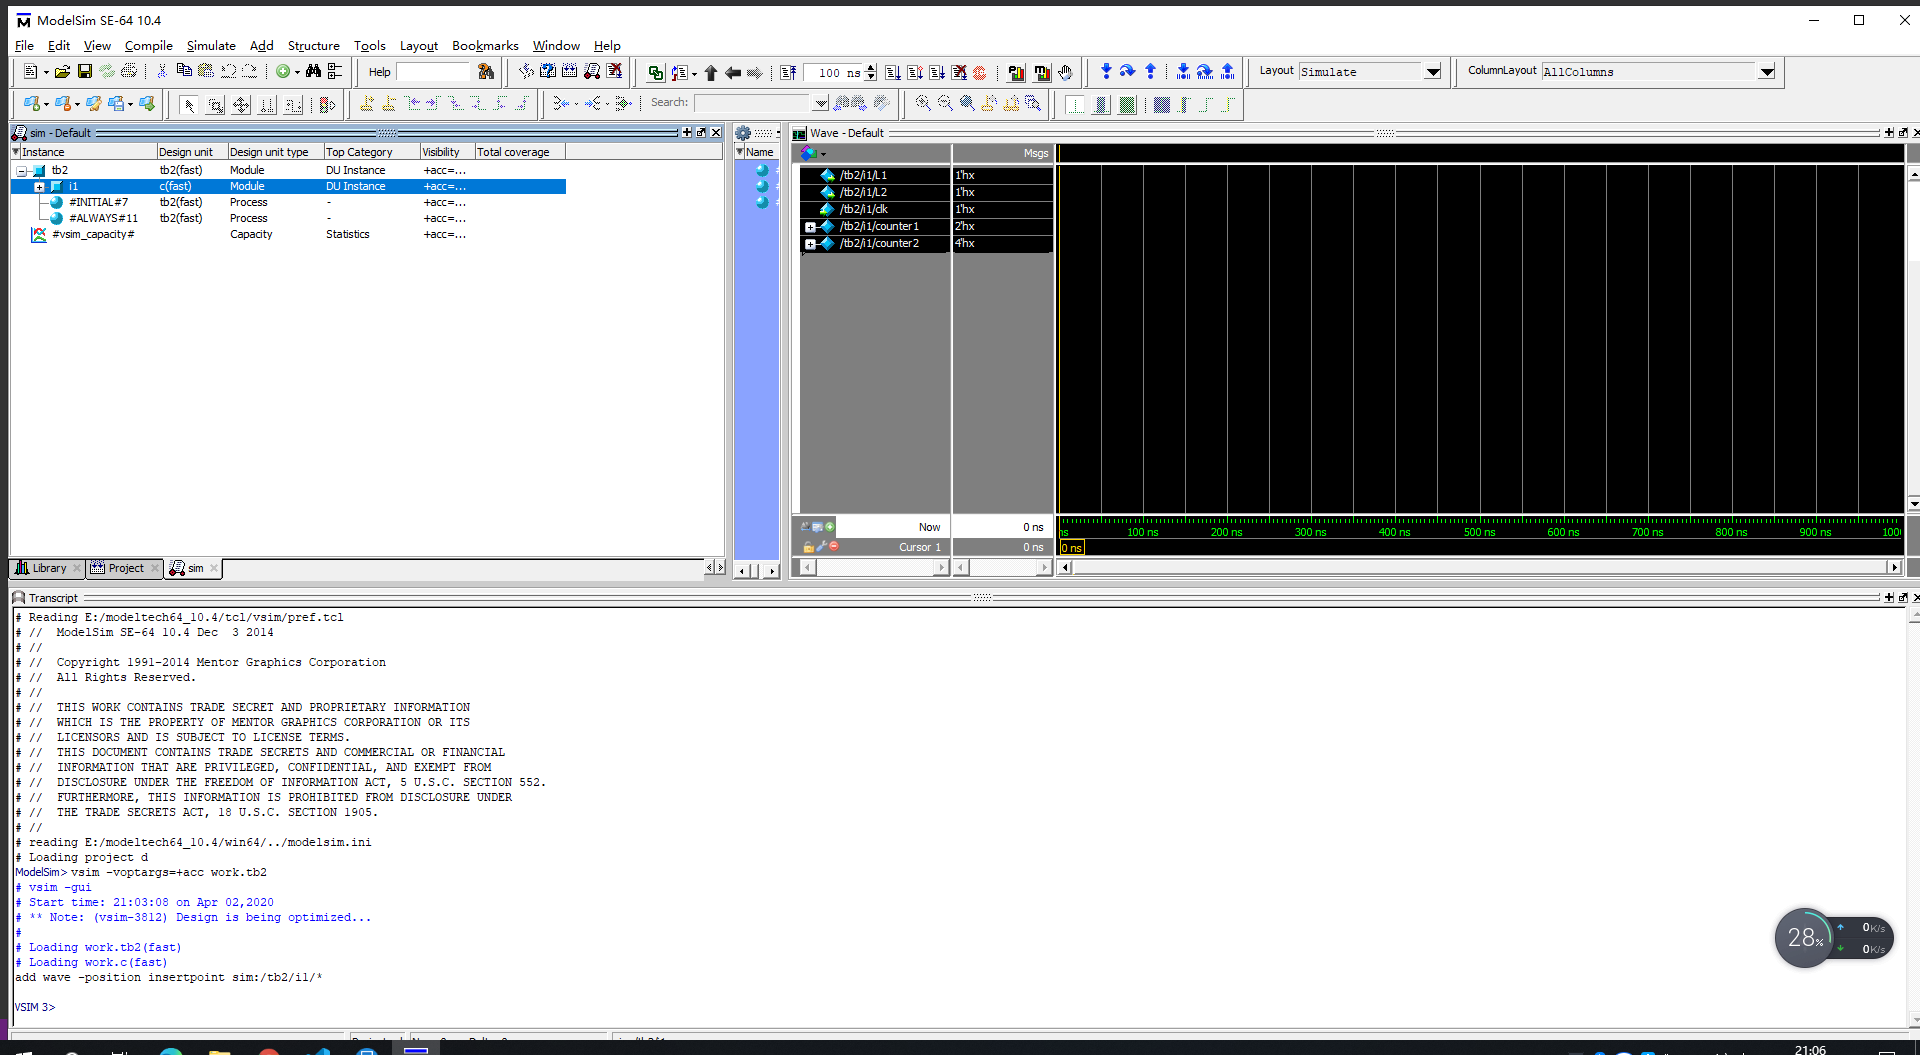 ModelSim SE-64 10.4
File Edit View Compile Simulate Add Structure Tools Layout Bookmarks Window Help
Help
100 ns
Layout Simulate
ColumnLayout AllColumns
Search:
sim - Default
Instance Design unit Design unit type Top Category Visibility Total coverage
tb2 tb2(fast) Module DU Instance +acc=...
i1 c(fast) Module DU Instance +acc=...
#INITIAL#7 tb2(fast) Process - +acc=...
#ALWAYS#11 tb2(fast) Process - +acc=...
#vsim_capacity# Capacity Statistics +acc=...
Library Project sim
Name
Wave - Default
Msgs
/tb2/i1/L1 1'hx
/tb2/i1/L2 1'hx
/tb2/i1/clk 1'hx
/tb2/i1/counter1 2'hx
/tb2/i1/counter2 4'hx
Now 0 ns
Cursor 1 0 ns
ns 100 ns 200 ns 300 ns 400 ns 500 ns 600 ns 700 ns 800 ns 900 ns 100
0 ns
Transcript
# Reading E:/modeltech64_10.4/tcl/vsim/pref.tcl
# // ModelSim SE-64 10.4 Dec 3 2014
# //
# // Copyright 1991-2014 Mentor Graphics Corporation
# // All Rights Reserved.
# //
# // THIS WORK CONTAINS TRADE SECRET AND PROPRIETARY INFORMATION
# // WHICH IS THE PROPERTY OF MENTOR GRAPHICS CORPORATION OR ITS
# // LICENSORS AND IS SUBJECT TO LICENSE TERMS.
# // THIS DOCUMENT CONTAINS TRADE SECRETS AND COMMERCIAL OR FINANCIAL
# // INFORMATION THAT ARE PRIVILEGED, CONFIDENTIAL, AND EXEMPT FROM
# // DISCLOSURE UNDER THE FREEDOM OF INFORMATION ACT, 5 U.S.C. SECTION 552.
# // FURTHERMORE, THIS INFORMATION IS PROHIBITED FROM DISCLOSURE UNDER
# // THE TRADE SECRETS ACT, 18 U.S.C. SECTION 1905.
# //
# reading E:/modeltech64_10.4/win64/../modelsim.ini
# Loading project d
ModelSim> vsim -voptargs=+acc work.tb2
# vsim -gui
# Start time: 21:03:08 on Apr 02,2020
# ** Note: (vsim-3812) Design is being optimized...
#
# Loading work.tb2(fast)
# Loading work.c(fast)
add wave -position insertpoint sim:/tb2/i1/*
VSIM 3>
28%
0K/s
0K/s
21:06